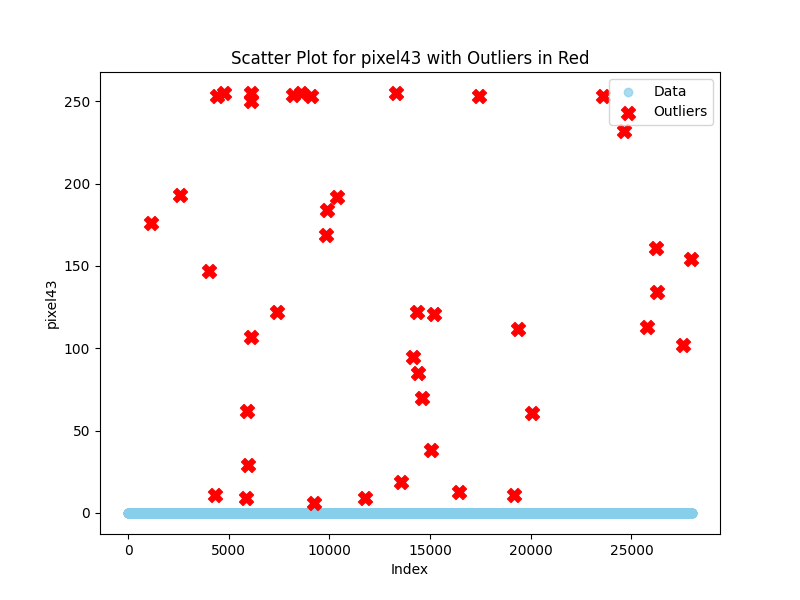 Scatter Plot for pixel43 with Outliers in Red
Data
Outliers
250
200
150
100
50
0
pixel43
0 5000 10000 15000 20000 25000
Index